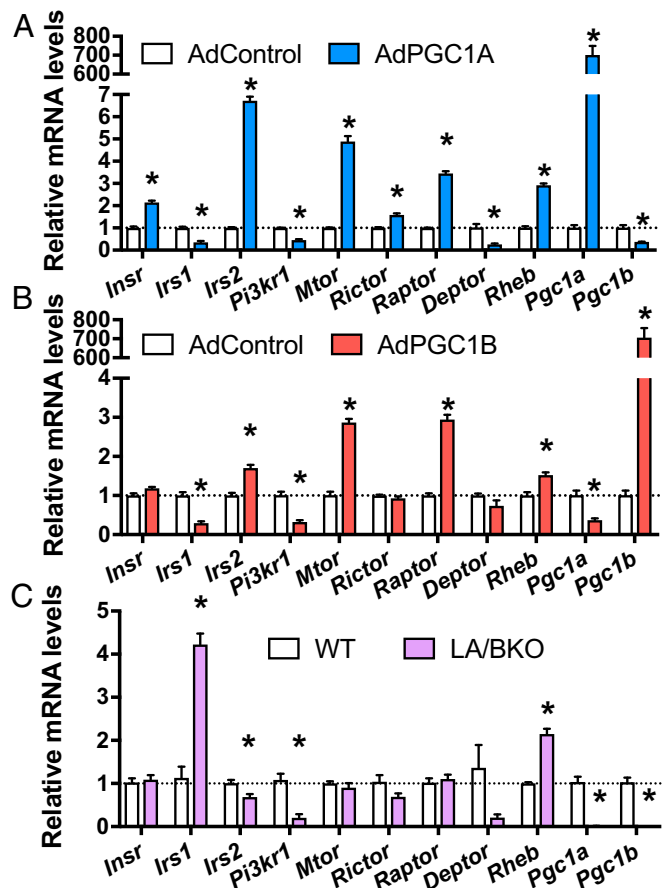 A
Relative mRNA levels
800
700
600
7
6
5
4
3
2
1
0
AdControl AdPGC1A
* * * * * * * * * * *
Insr Irs1 Irs2 Pi3kr1 Mtor Rictor Raptor Deptor Rheb Pgc1a Pgc1b
B
Relative mRNA levels
800
700
600
4
3
2
1
0
AdControl AdPGC1B
* * * * * * * *
Insr Irs1 Irs2 Pi3kr1 Mtor Rictor Raptor Deptor Rheb Pgc1a Pgc1b
C
Relative mRNA levels
5
4
3
2
1
0
WT LA/BKO
* * * * * *
Insr Irs1 Irs2 Pi3kr1 Mtor Rictor Raptor Deptor Rheb Pgc1a Pgc1b